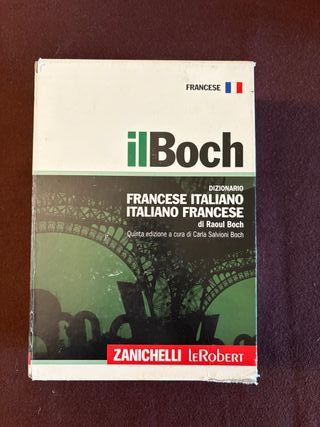 FRANCESE
ilBoch
DIZIONARIO
FRANCESE ITALIANO
ITALIANO FRANCESE
di Raoul Boch
Quinta edizione a cura di Carla Salvioni Boch
ZANICHELLI leRobert